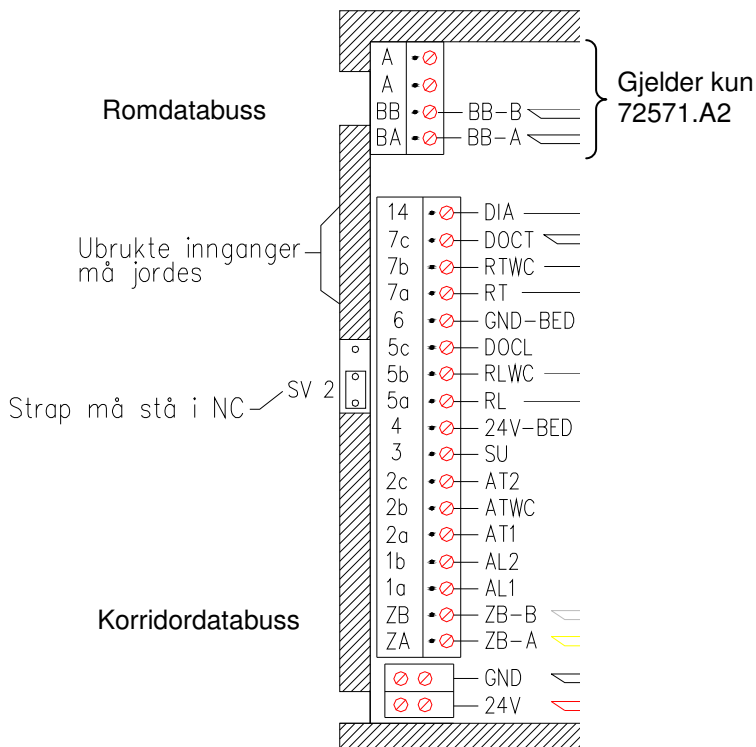 A
A
BB BB-B
BA BB-A
Gjelder kun
72571.A2
Romdatabuss
14 DIA
7c DOCT
7b RTWC
7a RT
6 GND-BED
5c DOCL
5b RLWC
5a RL
4 24V-BED
3 SU
2c AT2
2b ATWC
2a AT1
1b AL2
1a AL1
ZB ZB-B
ZA ZB-A
GND
24V
Ubrukte innganger
må jordes
SV 2
Strap må stå i NC
Korridordatabuss